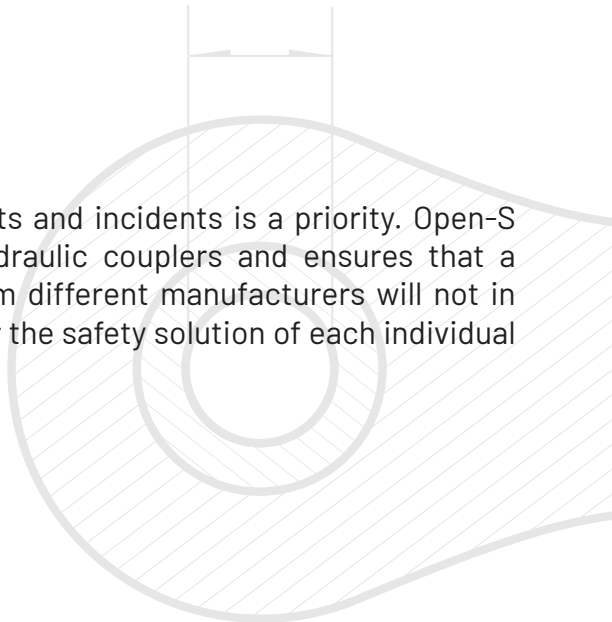 ts and incidents is a priority. Open-S
draulic couplers and ensures that a
m different manufacturers will not in
the safety solution of each individual